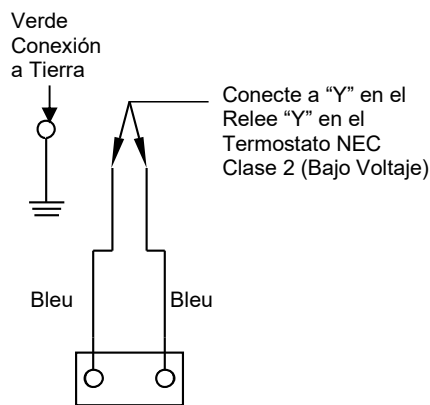 Verde
Conexión
a Tierra
Conecte a “Y” en el
Relee “Y” en el
Termostato NEC
Clase 2 (Bajo Voltaje)
Bleu
Bleu